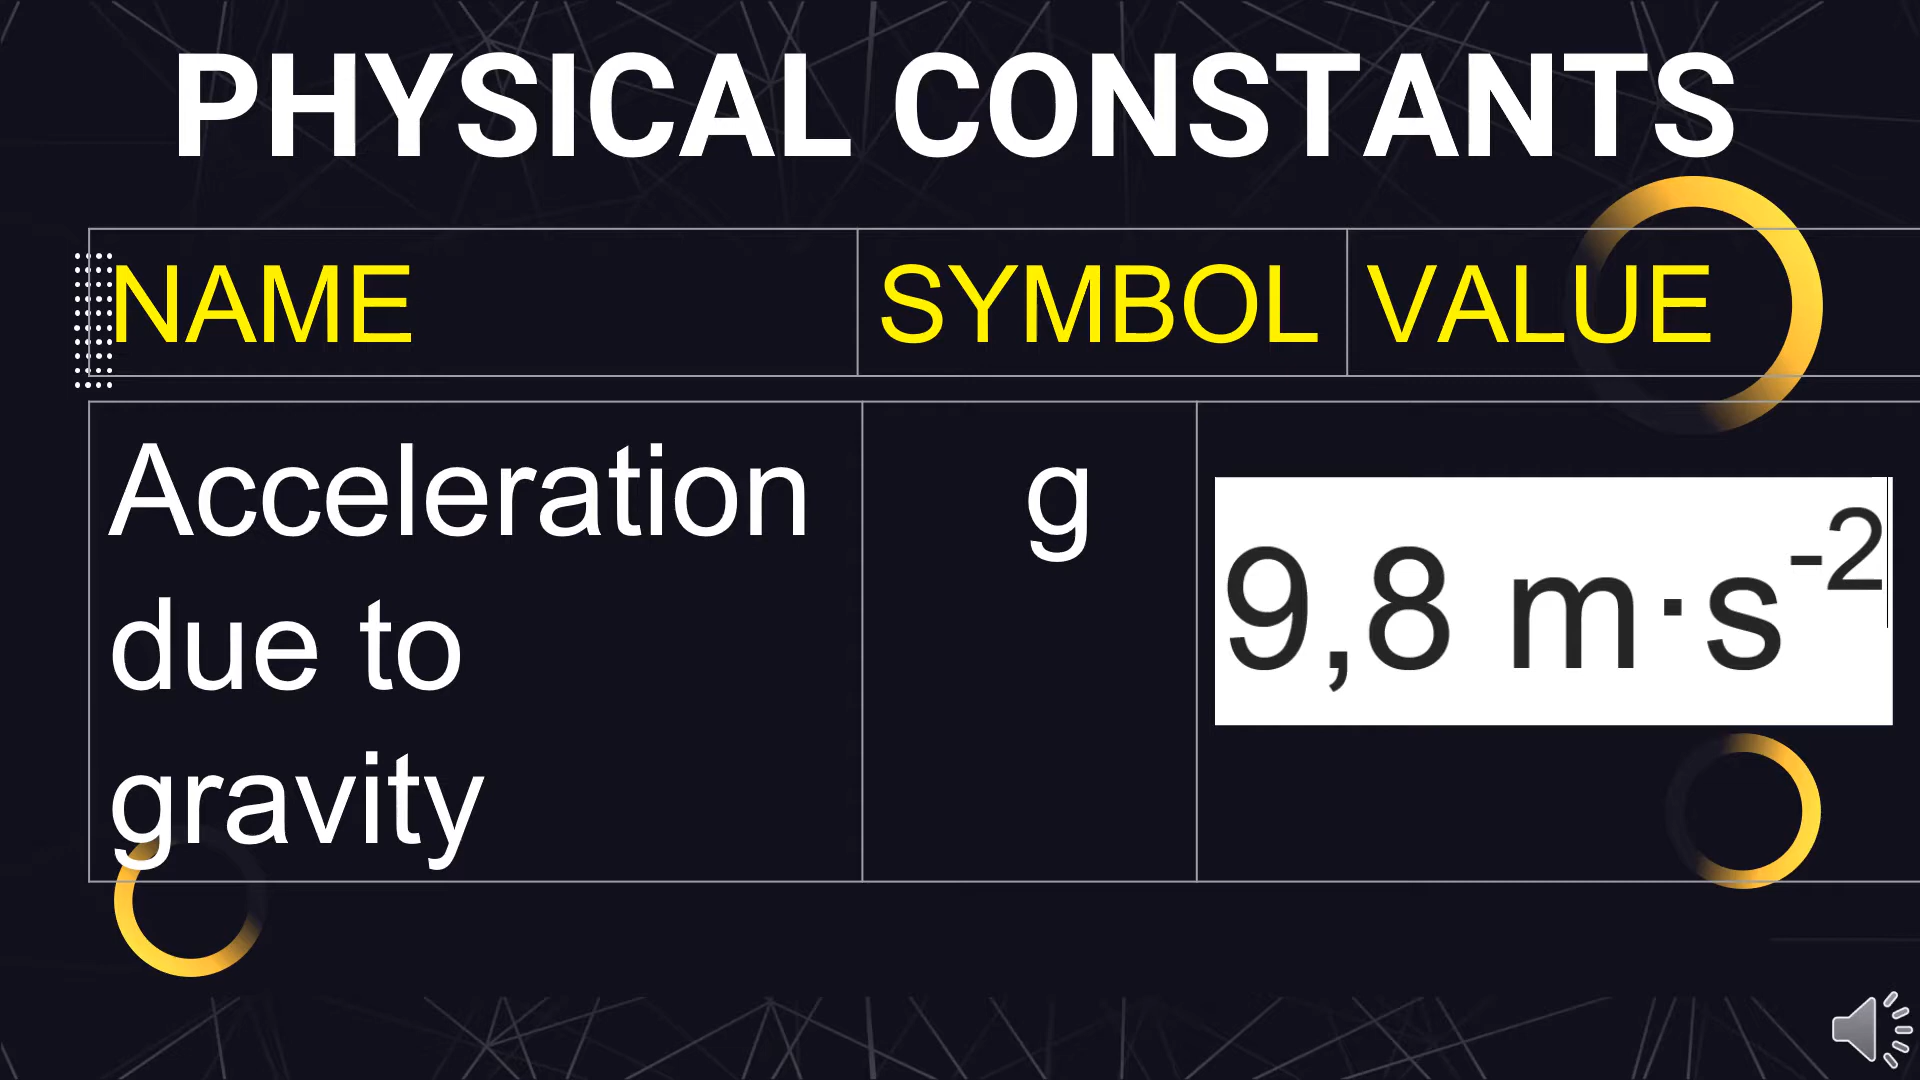 PHYSICAL CONSTANTS
NAME SYMBOL VALUE
Acceleration g 9,8 m·s⁻²
due to
gravity